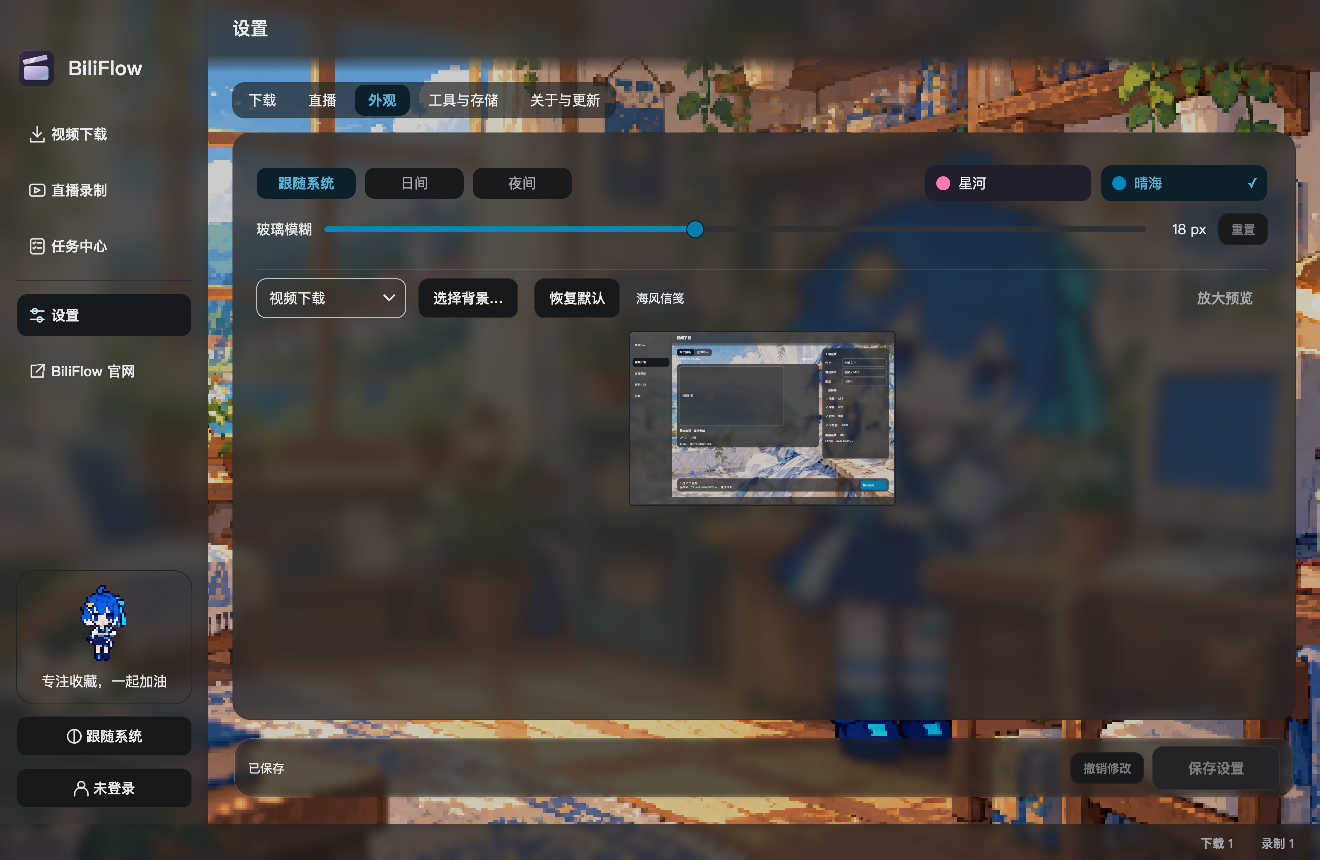 设置
BiliFlow
视频下载
直播录制
任务中心
设置
BiliFlow 官网
专注收藏，一起加油
跟随系统
未登录
下载 直播 外观 工具与存储 关于与更新
跟随系统 日间 夜间 星河 晴海
玻璃模糊 18 px 重置
视频下载 选择背景... 恢复默认 海风信笺 放大预览
已保存 撤销修改 保存设置
下载 1 录制 1